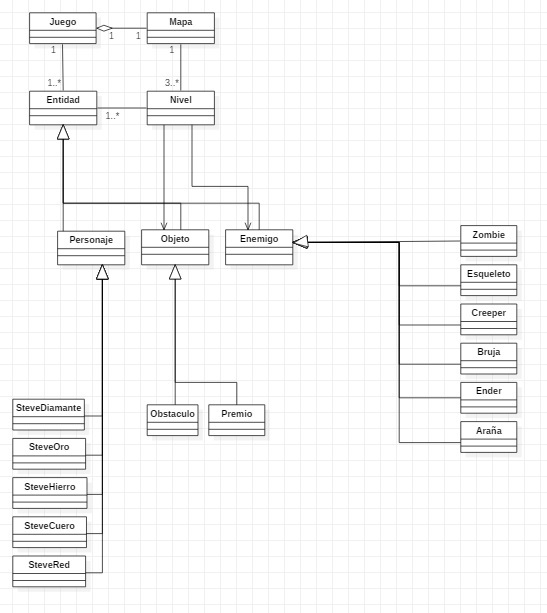 Juego
Mapa
1
1
1
1
1..*
3..*
Entidad
Nivel
1..*
Personaje
Objeto
Enemigo
Zombie
Esqueleto
Creeper
Bruja
Ender
Araña
SteveDiamante
Obstaculo
Premio
SteveOro
SteveHierro
SteveCuero
SteveRed